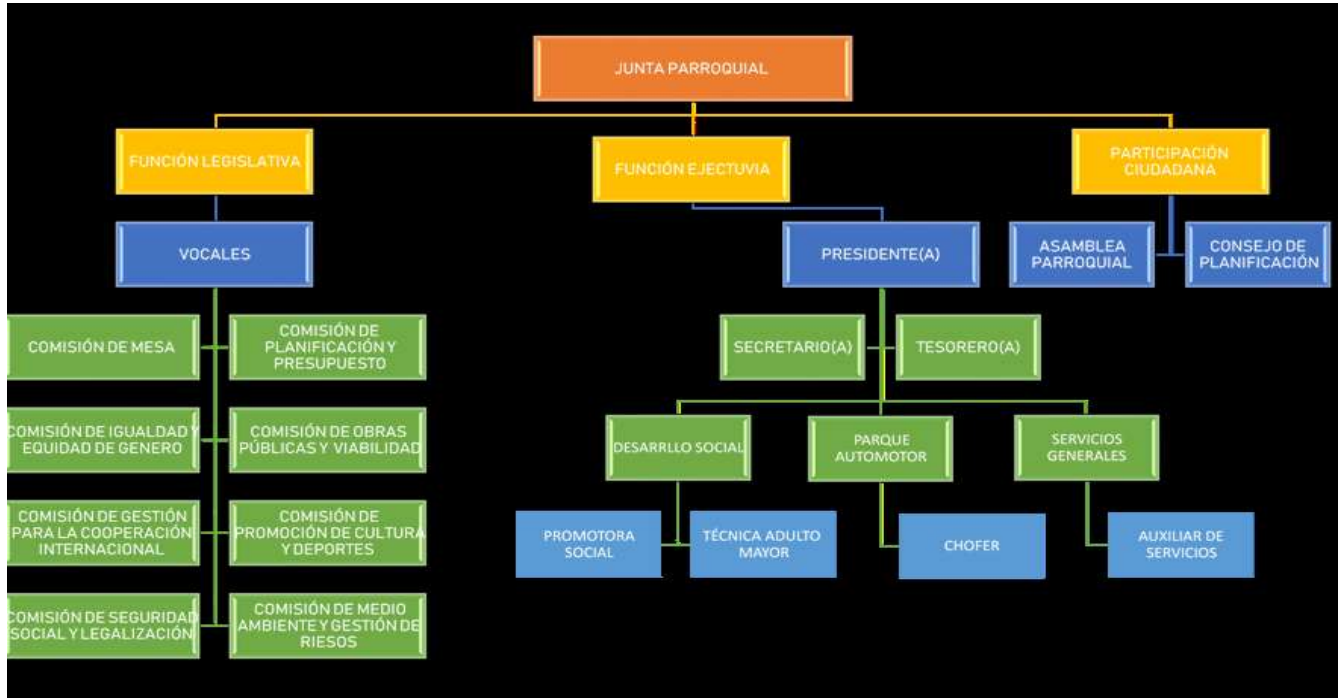 JUNTA PARROQUIAL
FUNCIÓN LEGISLATIVA
FUNCIÓN EJECTUVIA
PARTICIPACIÓN
CIUDADANA
VOCALES
PRESIDENTE(A)
ASAMBLEA
PARROQUIAL
CONSEJO DE
PLANIFICACIÓN
COMISIÓN DE MESA
COMISIÓN DE
PLANIFICACIÓN Y
PRESUPUESTO
SECRETARIO(A)
TESORERO(A)
COMISIÓN DE IGUALDAD Y
EQUIDAD DE GENERO
COMISIÓN DE OBRAS
PÚBLICAS Y VIABILIDAD
DESARRLLO SOCIAL
PARQUE
AUTOMOTOR
SERVICIOS
GENERALES
COMISIÓN DE GESTIÓN
PARA LA COOPERACIÓN
INTERNACIONAL
COMISIÓN DE
PROMOCIÓN DE CULTURA
Y DEPORTES
PROMOTORA
SOCIAL
TÉCNICA ADULTO
MAYOR
CHOFER
AUXILIAR DE
SERVICIOS
COMISIÓN DE SEGURIDAD
SOCIAL Y LEGALIZACIÓN
COMISIÓN DE MEDIO
AMBIENTE Y GESTIÓN DE
RIESOS